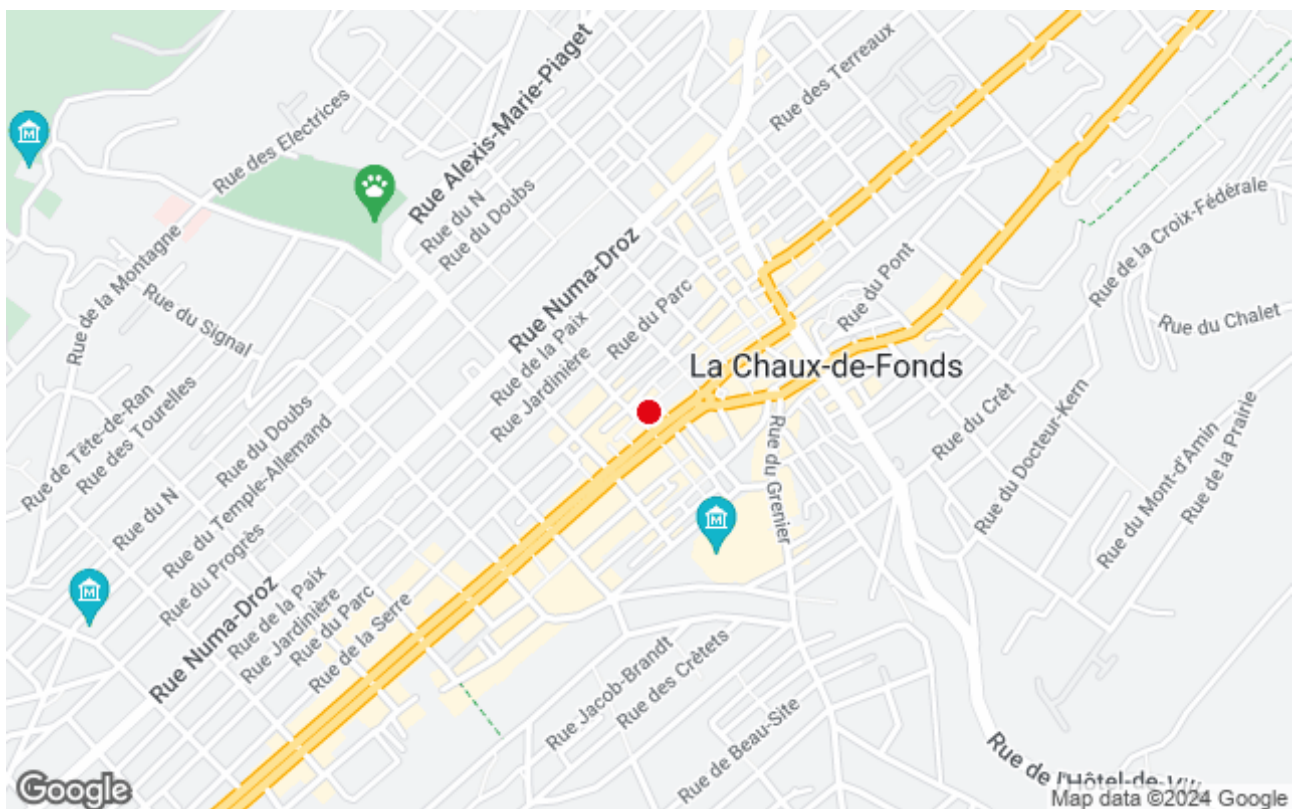 Rue des Terreaux
Rue Alexis-Marie-Piaget
Rue des Electrices
M
Rue du N
Rue du Doubs
Rue de la Croix-Fédérale
Rue de la Montagne
Rue du Signal
Rue Numa-Droz
Rue du Parc
Rue du Pont
Rue du Chalet
Rue de la Paix
Rue Jardinière
La Chaux-de-Fonds
Rue de Tête-de-Ran
Rue des Tourelles
Rue du Doubs
Rue du Temple-Allemand
Rue du Crêt
Rue du Docteur-Kern
Rue du Mont-d'Amin
Rue de la Prairie
Rue du Grenier
M
Rue du N
Rue du Progrès
M
Rue Numa-Droz
Rue de la Paix
Rue Jardinière
Rue du Parc
Rue de la Serre
Rue Jacob-Brandt
Rue des Crêtets
Rue de Beau-Site
Rue de l'Hôtel-de-Vill
Google
Map data ©2024 Google